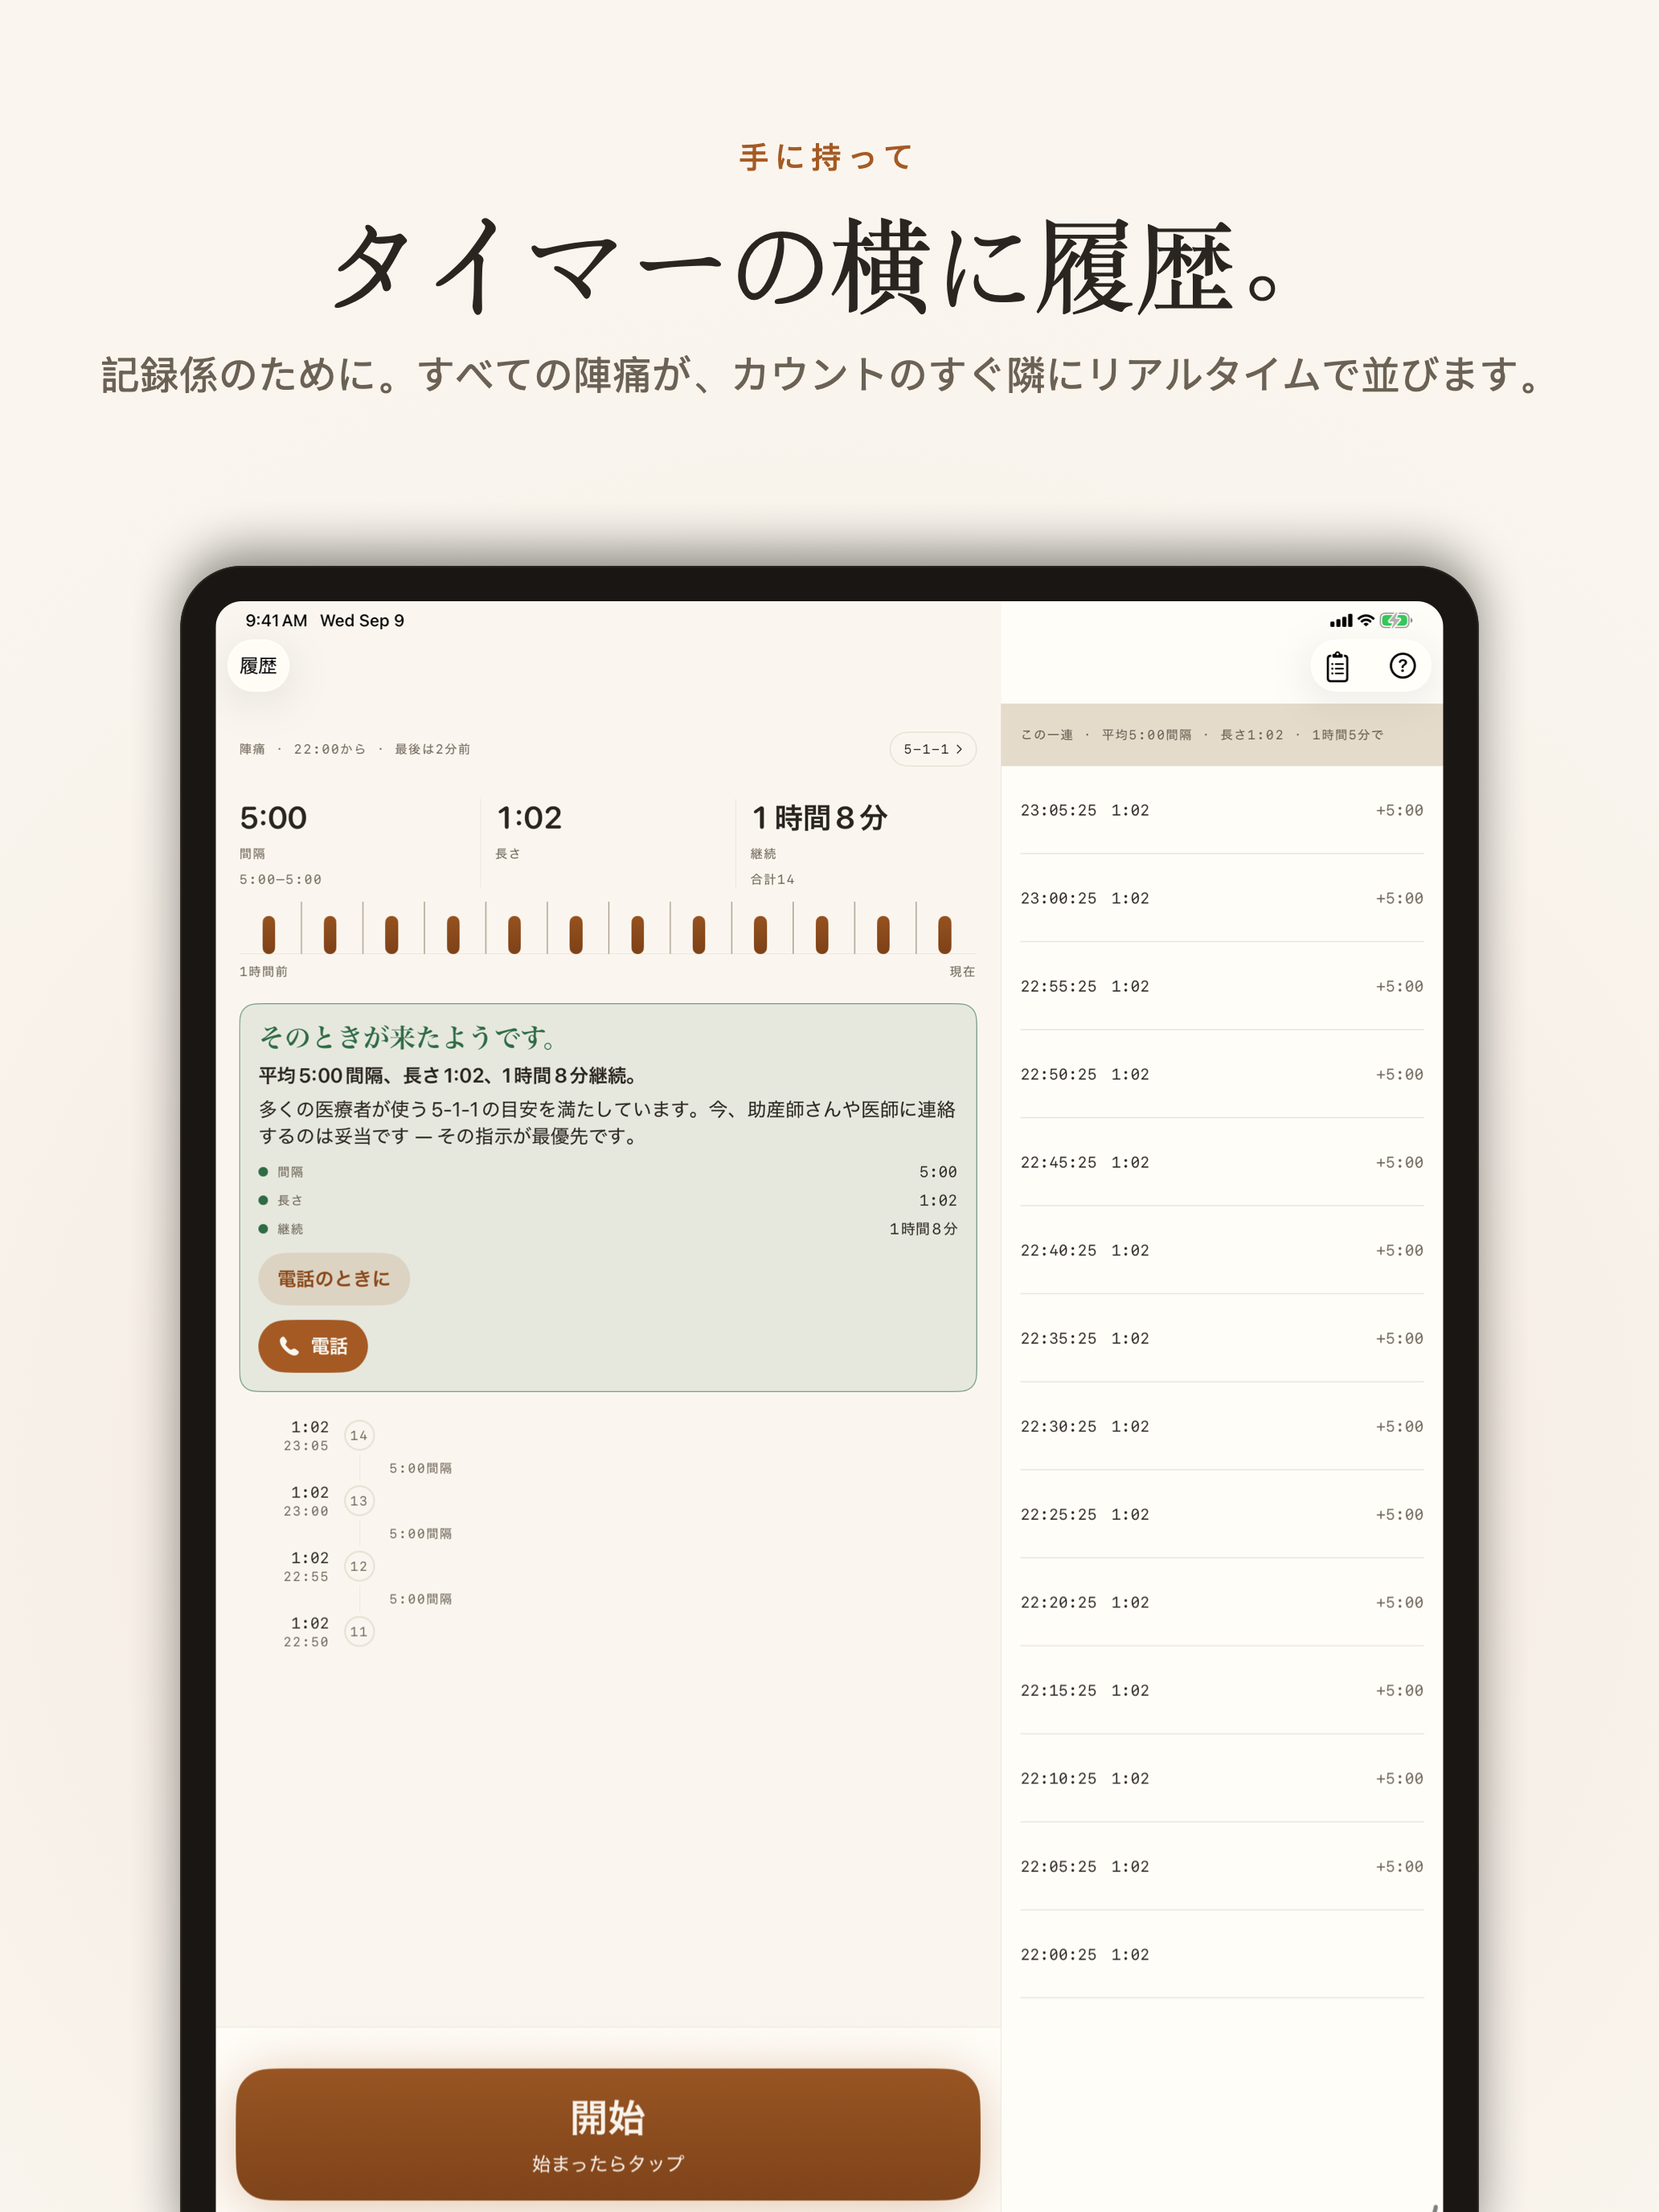 手に持って
タイマーの横に履歴。
記録係のために。すべての陣痛が、カウントのすぐ隣にリアルタイムで並びます。
9:41 AM Wed Sep 9
履歴
陣痛 · 22:00から · 最後は2分前
5-1-1 >
5:00
間隔
5:00–5:00
1:02
長さ
1時間8分
継続
合計14
1時間前
現在
そのときが来たようです。
平均5:00間隔、長さ1:02、1時間8分継続。
多くの医療者が使う5-1-1の目安を満たしています。今、助産師さんや医師に連絡
するのは妥当です — その指示が最優先です。
間隔 5:00
長さ 1:02
継続 1時間8分
電話のときに
電話
1:02
23:05
14
5:00間隔
1:02
23:00
13
5:00間隔
1:02
22:55
12
5:00間隔
1:02
22:50
11
開始
始まったらタップ
この一連 · 平均5:00間隔 · 長さ1:02 · 1時間5分で
23:05:25 1:02 +5:00
23:00:25 1:02 +5:00
22:55:25 1:02 +5:00
22:50:25 1:02 +5:00
22:45:25 1:02 +5:00
22:40:25 1:02 +5:00
22:35:25 1:02 +5:00
22:30:25 1:02 +5:00
22:25:25 1:02 +5:00
22:20:25 1:02 +5:00
22:15:25 1:02 +5:00
22:10:25 1:02 +5:00
22:05:25 1:02 +5:00
22:00:25 1:02